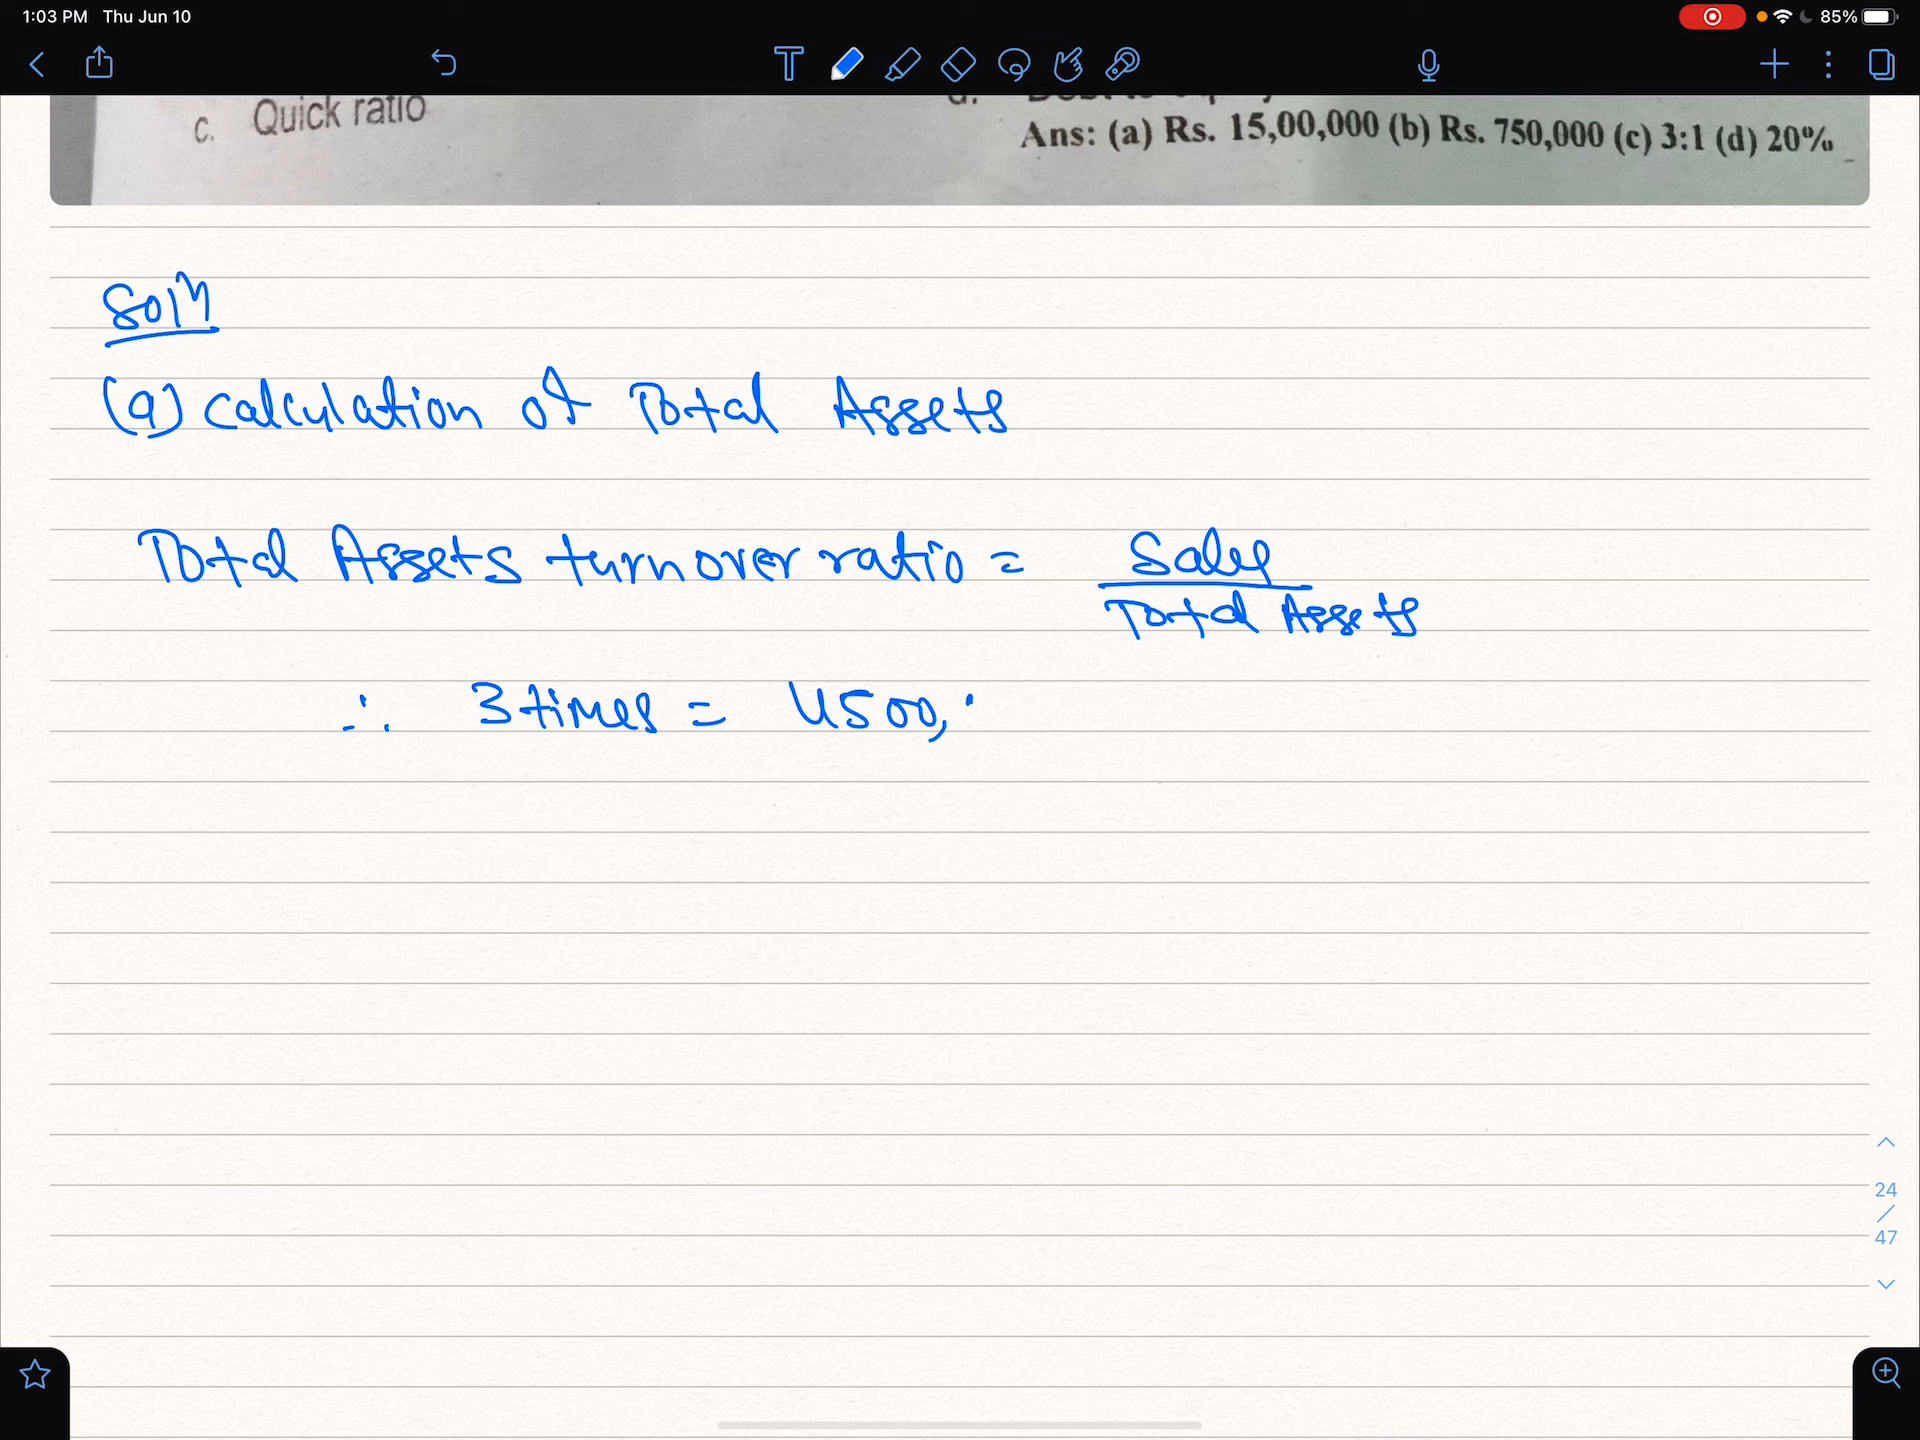 1:03 PM Thu Jun 10
85%
c. Quick ratio
Ans: (a) Rs. 15,00,000 (b) Rs. 750,000 (c) 3:1 (d) 20%
Soln
(a) calculation of Total Assets
Total Assets turnover ratio = Sales
Total Assets
∴ 3 times = 4500,
24
/
47